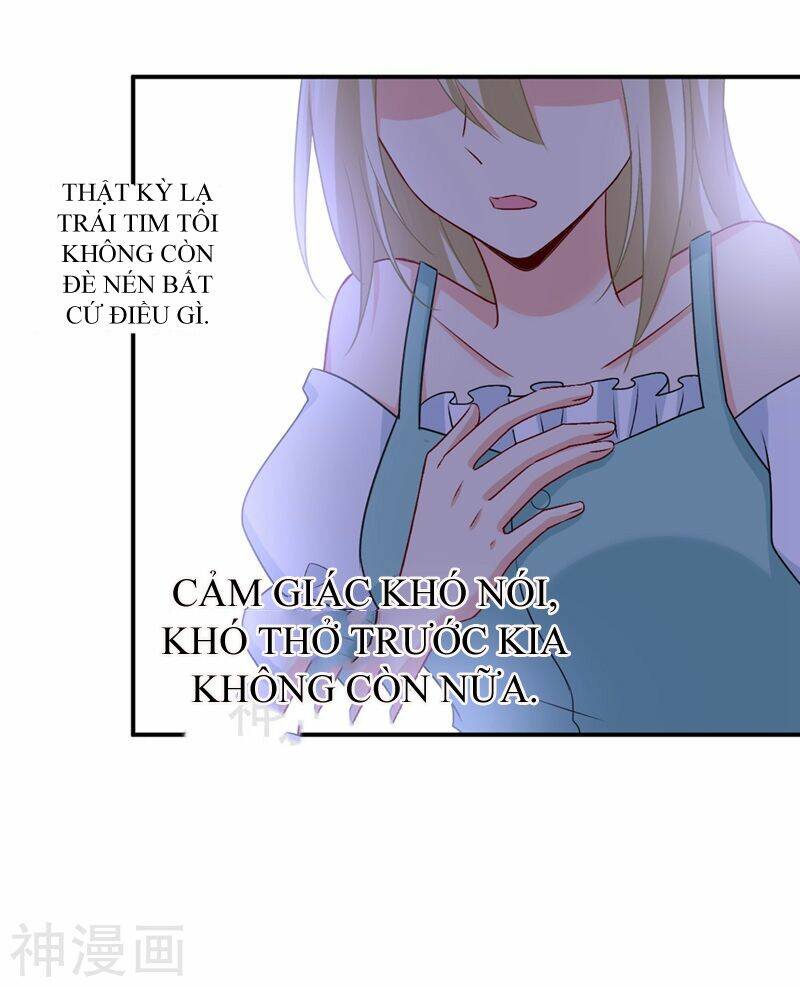 THẬT KỲ LẠ
TRÁI TIM TÔI
KHÔNG CÒN
ĐÈ NÉN BẤT
CỨ ĐIỀU GÌ.
CẢM GIÁC KHÓ NÓI,
KHÓ THỞ TRƯỚC KIA
KHÔNG CÒN NỮA.
神
神漫画